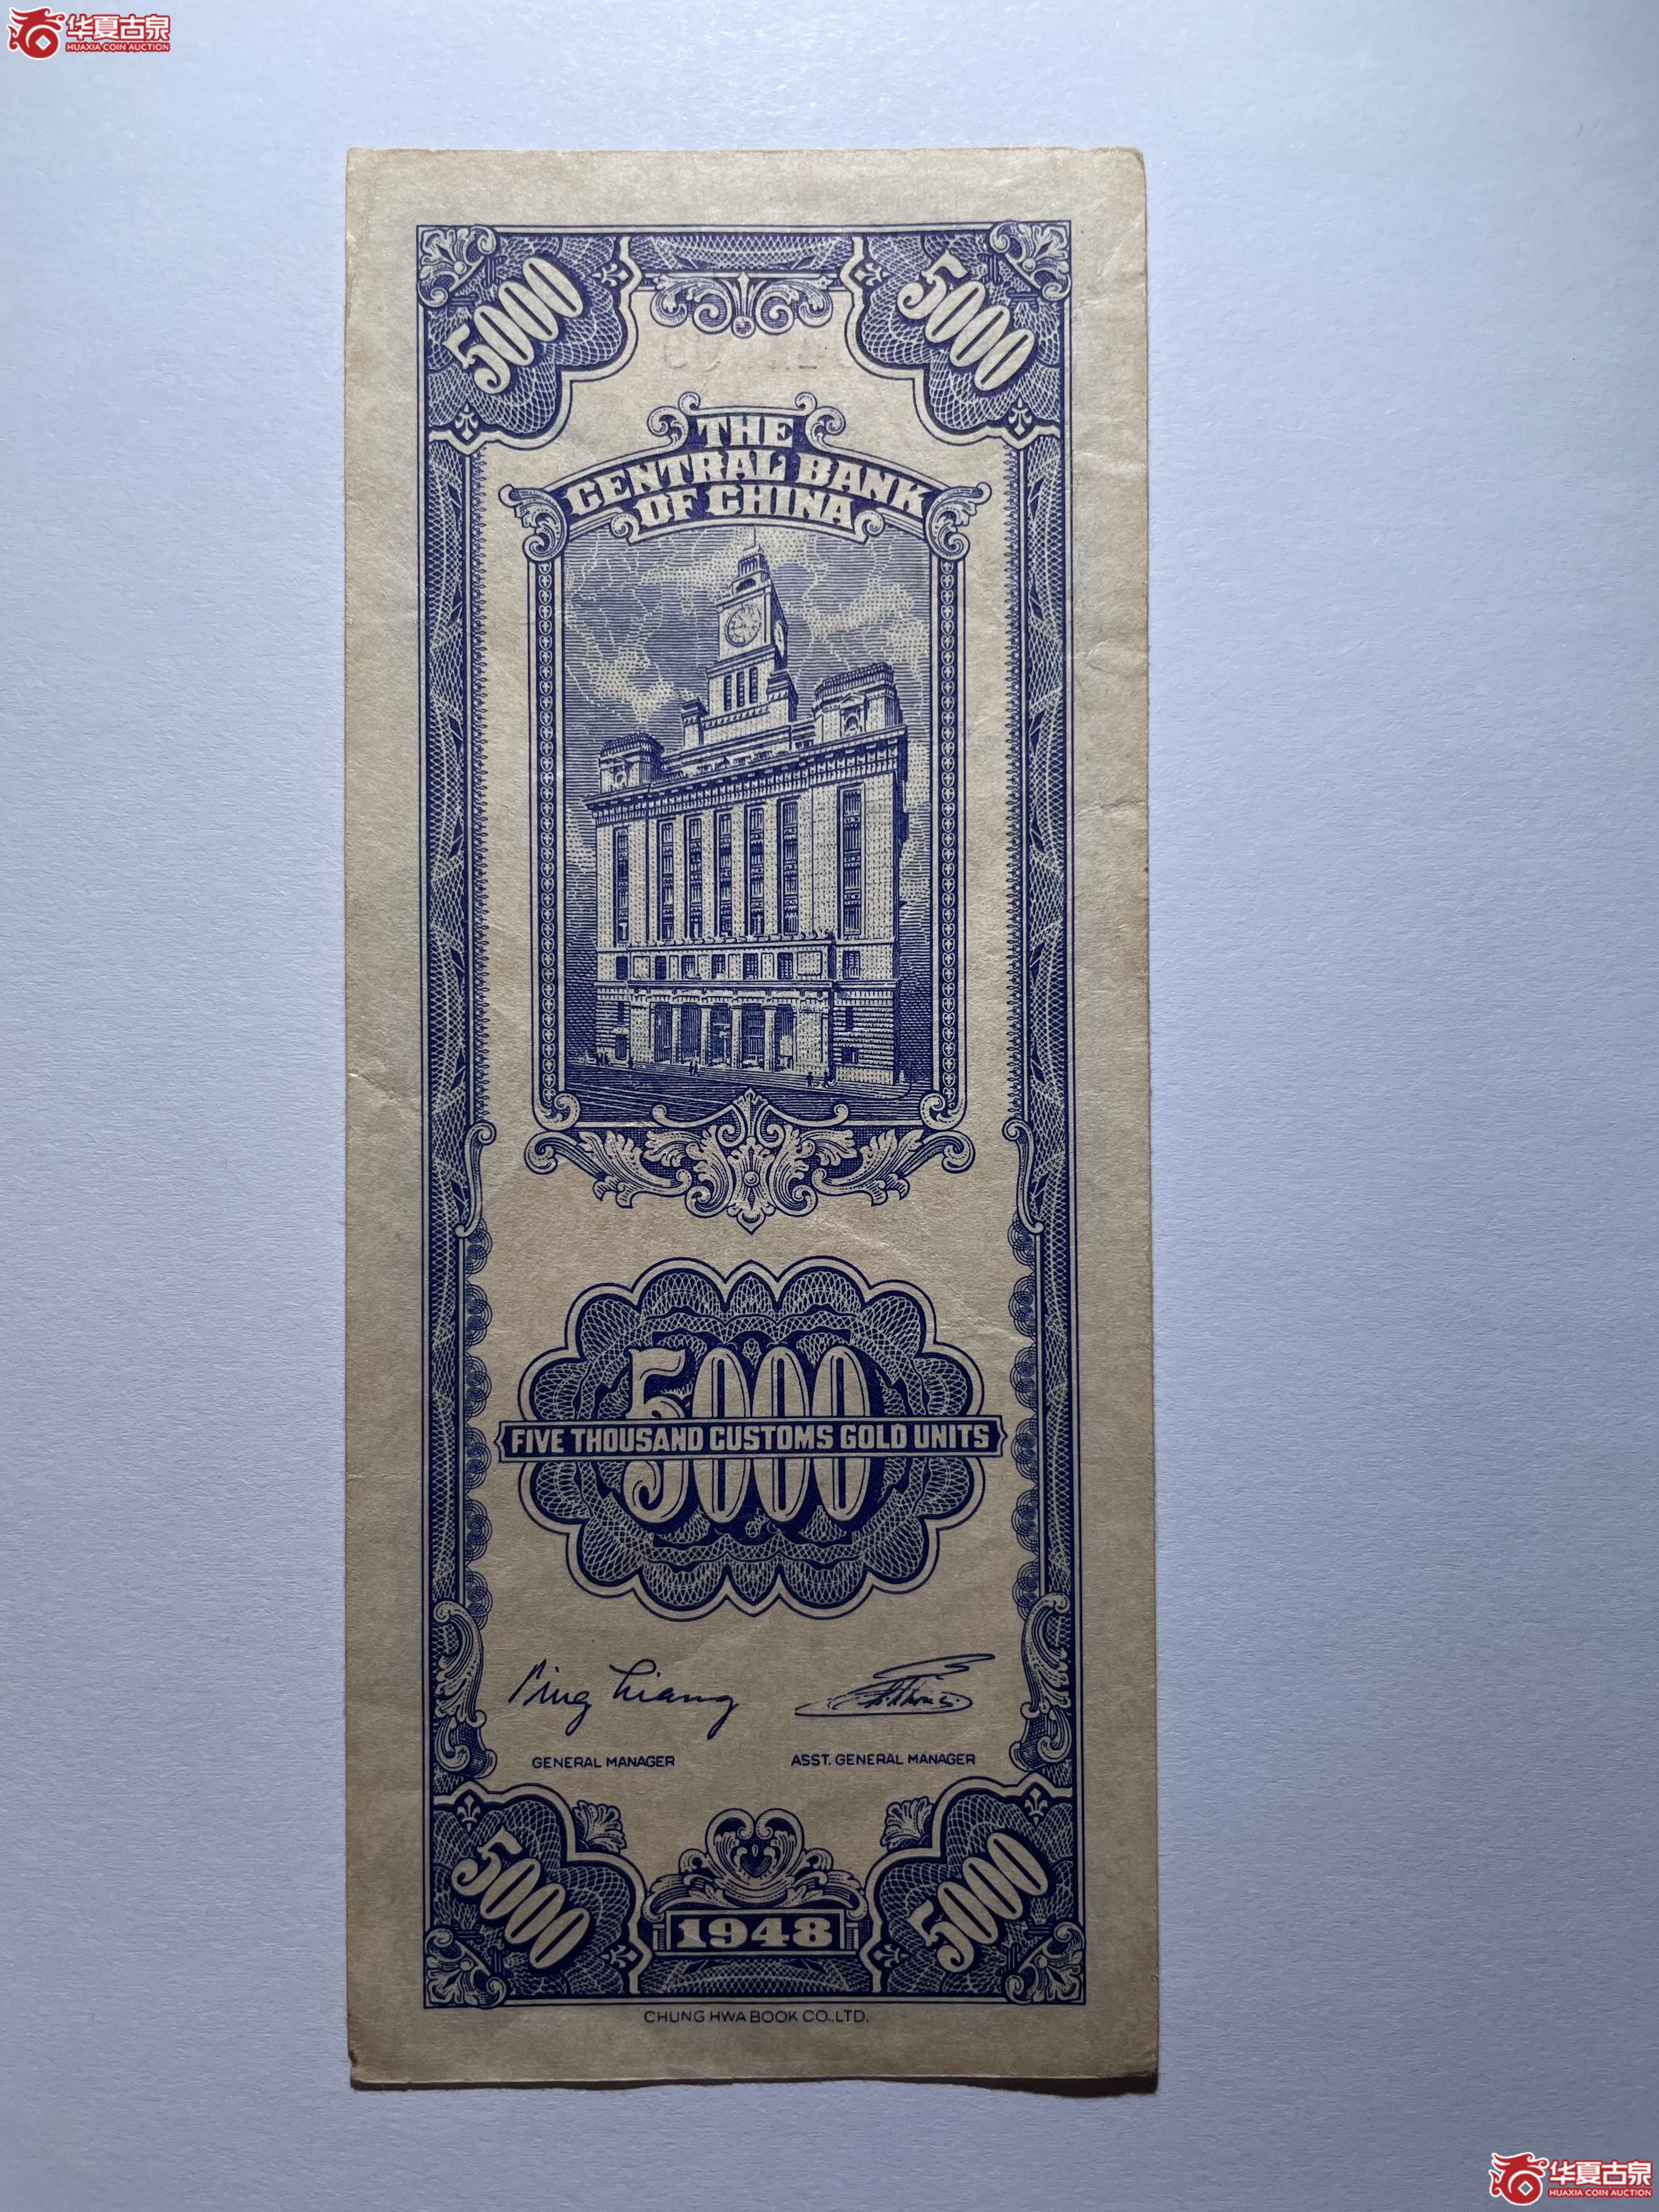 华夏古泉
HUAXIA COIN AUCTION
5000
5000
THE
CENTRAL BANK
OF CHINA
5000
FIVE THOUSAND CUSTOMS GOLD UNITS
GENERAL MANAGER
ASST. GENERAL MANAGER
5000
1948
5000
CHUNG HWA BOOK CO., LTD.
华夏古泉
HUAXIA COIN AUCTION